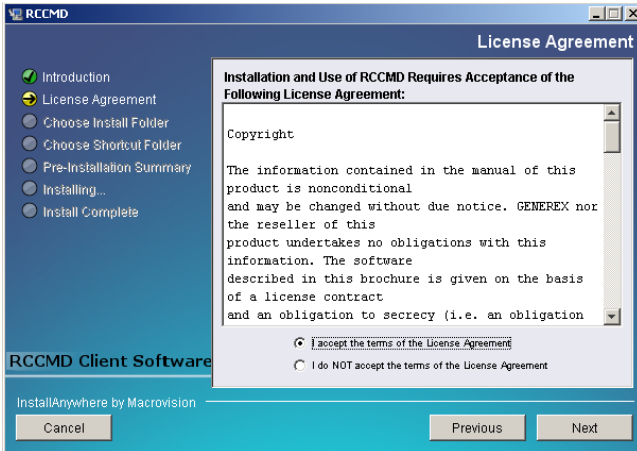 RCCMD
License Agreement
Introduction
License Agreement
Choose Install Folder
Choose Shortcut Folder
Pre-Installation Summary
Installing...
Install Complete
Installation and Use of RCCMD Requires Acceptance of the
Following License Agreement:
Copyright
The information contained in the manual of this
product is nonconditional
and may be changed without due notice. GENEREX nor
the reseller of this
product undertakes no obligations with this
information. The software
described in this brochure is given on the basis
of a license contract
and an obligation to secrecy (i.e. an obligation
I accept the terms of the License Agreement
I do NOT accept the terms of the License Agreement
RCCMD Client Software
InstallAnywhere by Macrovision
Cancel
Previous
Next